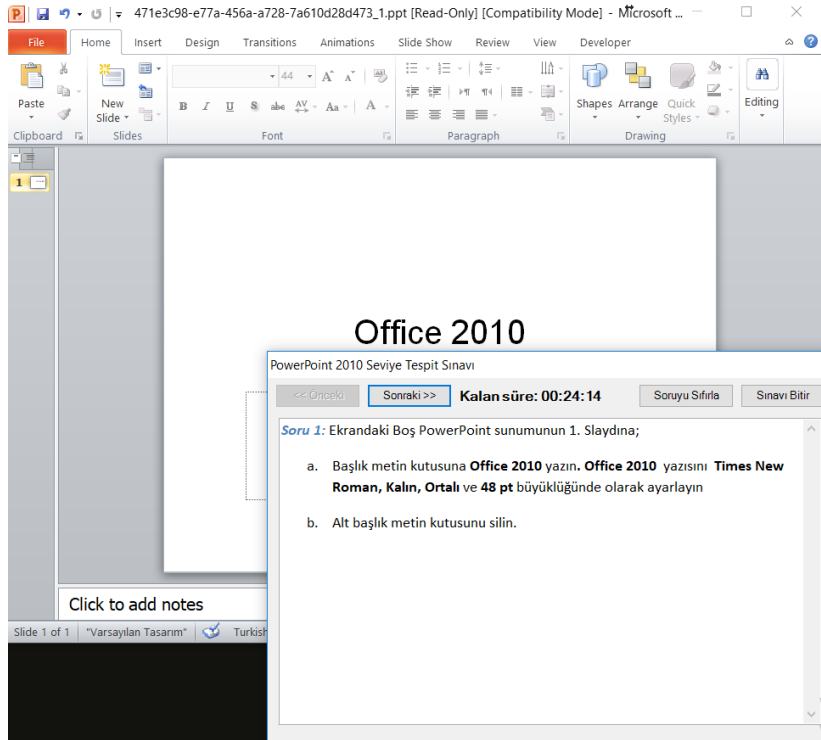 471e3c98-e77a-456a-a728-7a610d28d473_1.ppt [Read-Only] [Compatibility Mode] - Microsoft ...
File Home Insert Design Transitions Animations Slide Show Review View Developer
44
Paste New Slide B I U S abc AV Aa A Shapes Arrange Quick Styles Editing
Clipboard Slides Font Paragraph Drawing
1
Office 2010
PowerPoint 2010 Seviye Tespit Sınavı
<< Önceki Sonraki >> Kalan süre: 00:24:14 Soruyu Sıfırla Sınavı Bitir
Soru 1: Ekrandaki Boş PowerPoint sunumunun 1. Slaydına;
a. Başlık metin kutusuna Office 2010 yazın. Office 2010 yazısını Times New
Roman, Kalın, Ortalı ve 48 pt büyüklüğünde olarak ayarlayın
b. Alt başlık metin kutusunu silin.
Click to add notes
Slide 1 of 1 "Varsayılan Tasarım" Turkish